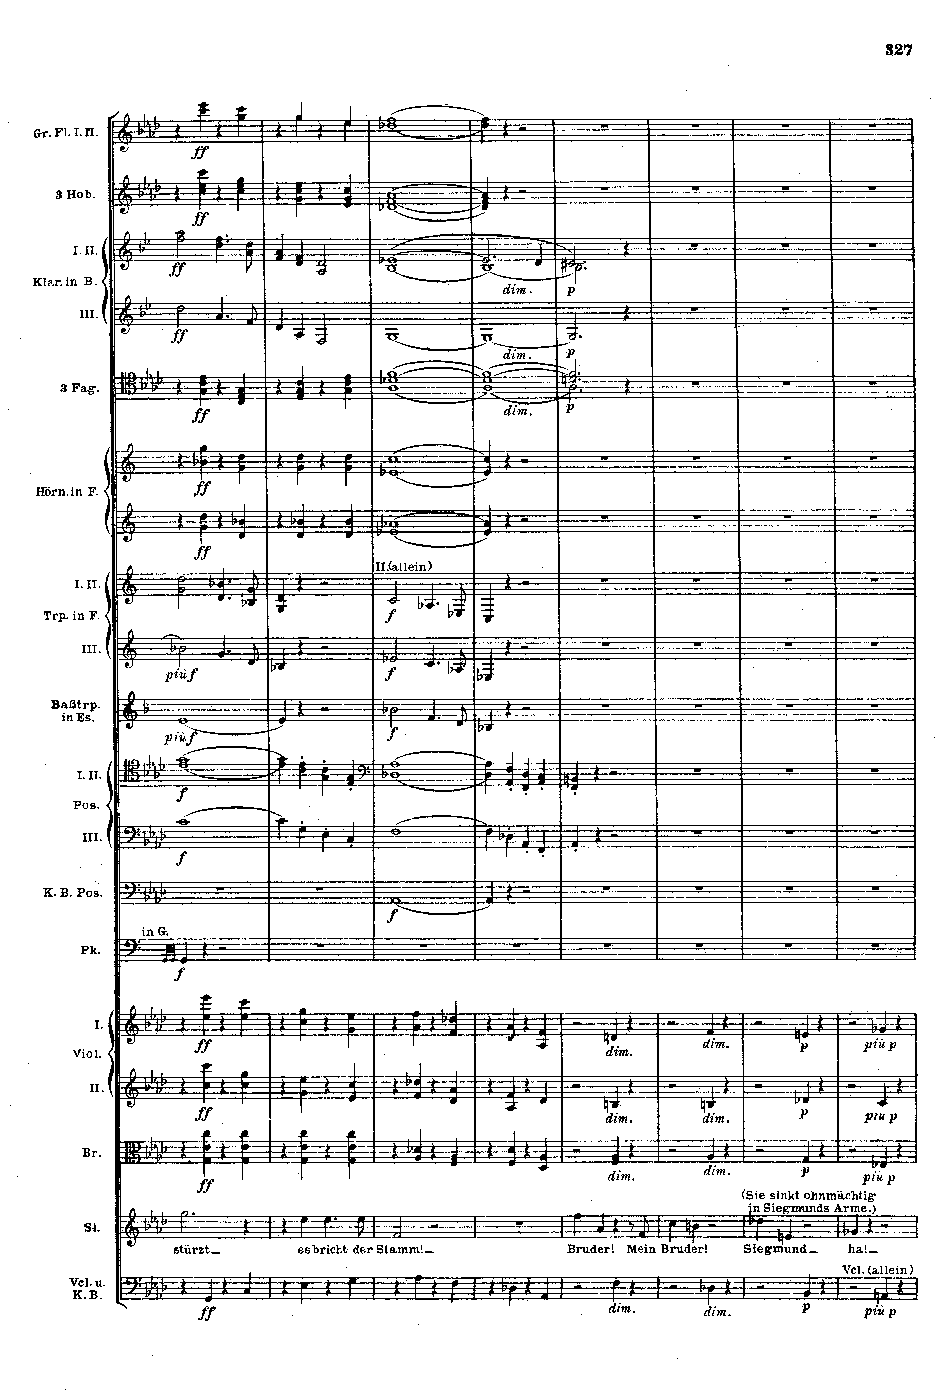 327
Gr. Fl. I. II.
ff
3 Hob.
ff
I. II.
ff
dim.
p
Klar. in B.
III.
ff
dim.
p
3 Fag.
ff
dim.
p
Hörn. in F.
ff
ff
II. (allein)
I. II.
f
Trp. in F.
III.
più f
f
Baßtrp.
in Es.
più f
f
I. II.
f
Pos.
III.
f
K. B. Pos.
f
in G.
Pk.
f
I.
ff
dim.
dim.
p
più p
Viol.
II.
ff
dim.
dim.
p
più p
Br.
ff
dim.
dim.
p
più p
(Sie sinkt ohnmächtig
in Siegmunds Arme.)
Si.
stürzt_ es bricht der Stamm!_ Bruder! Mein Bruder! Siegmund_ ha!_
Vcl. (allein)
Vcl. u.
K. B.
ff
dim.
dim.
p
più p